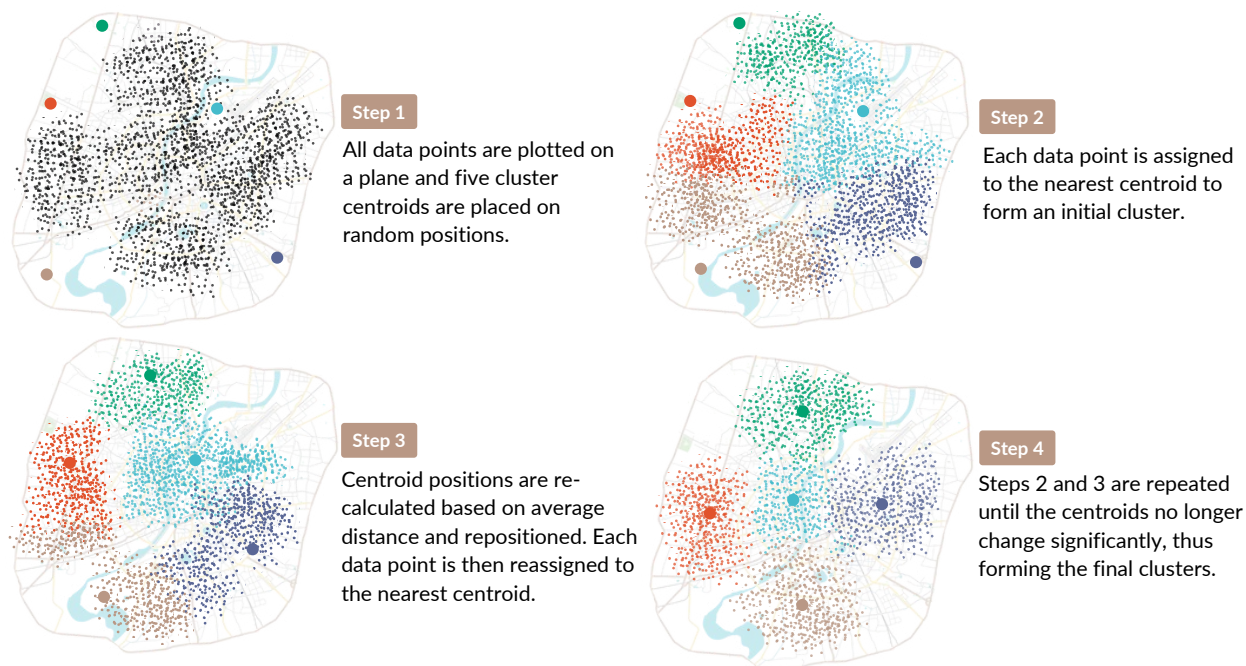 Step 1
All data points are plotted on
a plane and five cluster
centroids are placed on
random positions.
Step 2
Each data point is assigned
to the nearest centroid to
form an initial cluster.
Step 3
Centroid positions are re-
calculated based on average
distance and repositioned. Each
data point is then reassigned to
the nearest centroid.
Step 4
Steps 2 and 3 are repeated
until the centroids no longer
change significantly, thus
forming the final clusters.